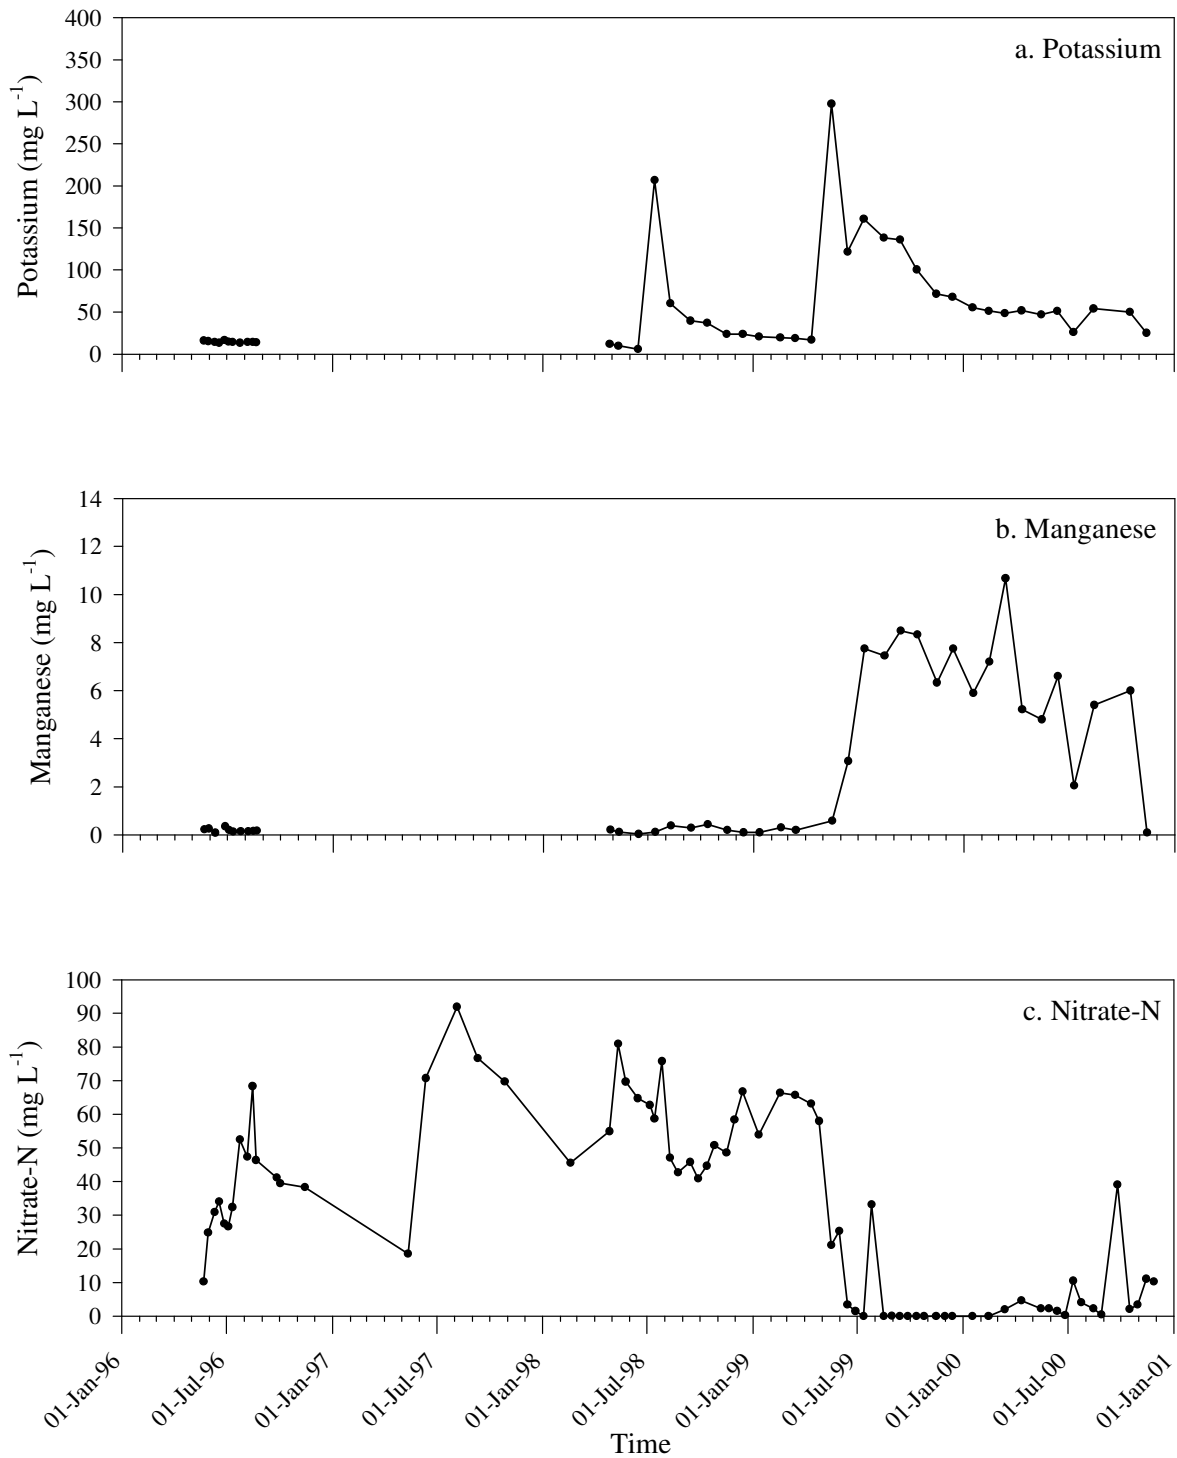 400
350
300
250
200
150
100
50
0
Potassium (mg L-1)
a. Potassium
14
12
10
8
6
4
2
0
Manganese (mg L-1)
b. Manganese
100
90
80
70
60
50
40
30
20
10
0
Nitrate-N (mg L-1)
c. Nitrate-N
01-Jan-96
01-Jul-96
01-Jan-97
01-Jul-97
01-Jan-98
01-Jul-98
01-Jan-99
01-Jul-99
01-Jan-00
01-Jul-00
01-Jan-01
Time